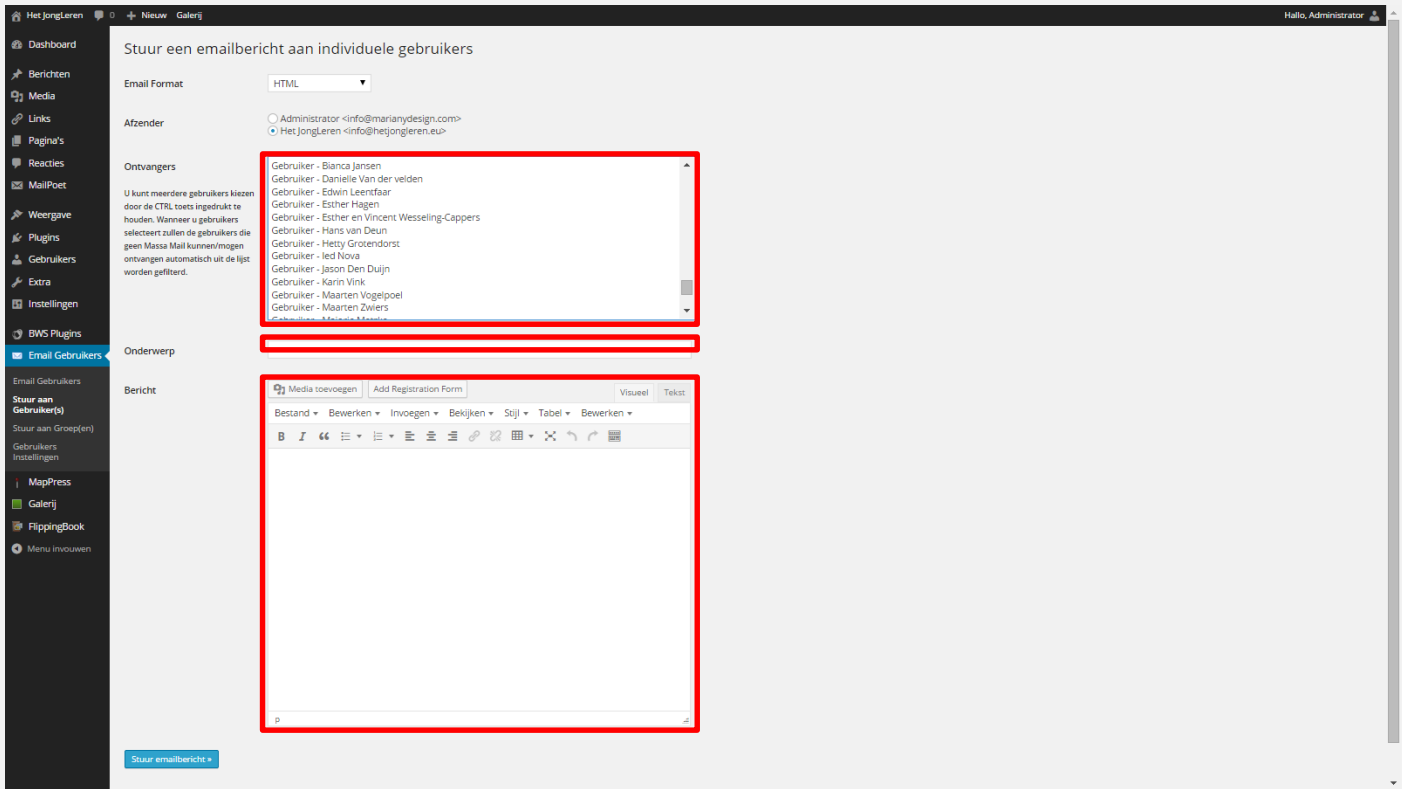 Het JongLeren 0 + Nieuw Galerij Hallo, Administrator
Dashboard
Berichten
Media
Links
Pagina's
Reacties
MailPoet
Weergave
Plugins
Gebruikers
Extra
Instellingen
BWS Plugins
Email Gebruikers
Email Gebruikers
Stuur aan
Gebruiker(s)
Stuur aan Groep(en)
Gebruikers
Instellingen
MapPress
Galerij
FlippingBook
Menu invouwen
Stuur een emailbericht aan individuele gebruikers
Email Format
HTML
Afzender
Administrator <info@marianydesign.com>
Het JongLeren <info@hetjongleren.eu>
Ontvangers
U kunt meerdere gebruikers kiezen
door de CTRL toets ingedrukt te
houden. Wanneer u gebruikers
selecteert zullen de gebruikers die
geen Massa Mail kunnen/mogen
ontvangen automatisch uit de lijst
worden gefilterd.
Gebruiker - Bianca Jansen
Gebruiker - Danielle Van der velden
Gebruiker - Edwin Leentfaar
Gebruiker - Esther Hagen
Gebruiker - Esther en Vincent Wesseling-Cappers
Gebruiker - Hans van Deun
Gebruiker - Hetty Grotendorst
Gebruiker - Ied Nova
Gebruiker - Jason Den Duijn
Gebruiker - Karin Vink
Gebruiker - Maarten Vogelpoel
Gebruiker - Maarten Zwiers
Onderwerp
Bericht
Media toevoegen Add Registration Form Visueel Tekst
Bestand Bewerken Invoegen Bekijken Stijl Tabel Bewerken
B I
p
Stuur emailbericht »